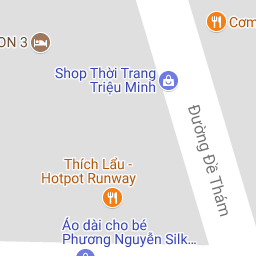 Cơm
ON 3
Shop Thời Trang
Triệu Minh
Đường Đề Thám
Thích Lẩu -
Hotpot Runway
Áo dài cho bé
Phương Nguyễn Silk...